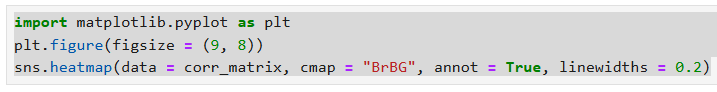 import matplotlib.pyplot as plt
plt.figure(figsize = (9, 8))
sns.heatmap(data = corr_matrix, cmap = "BrBG", annot = True, linewidths = 0.2)